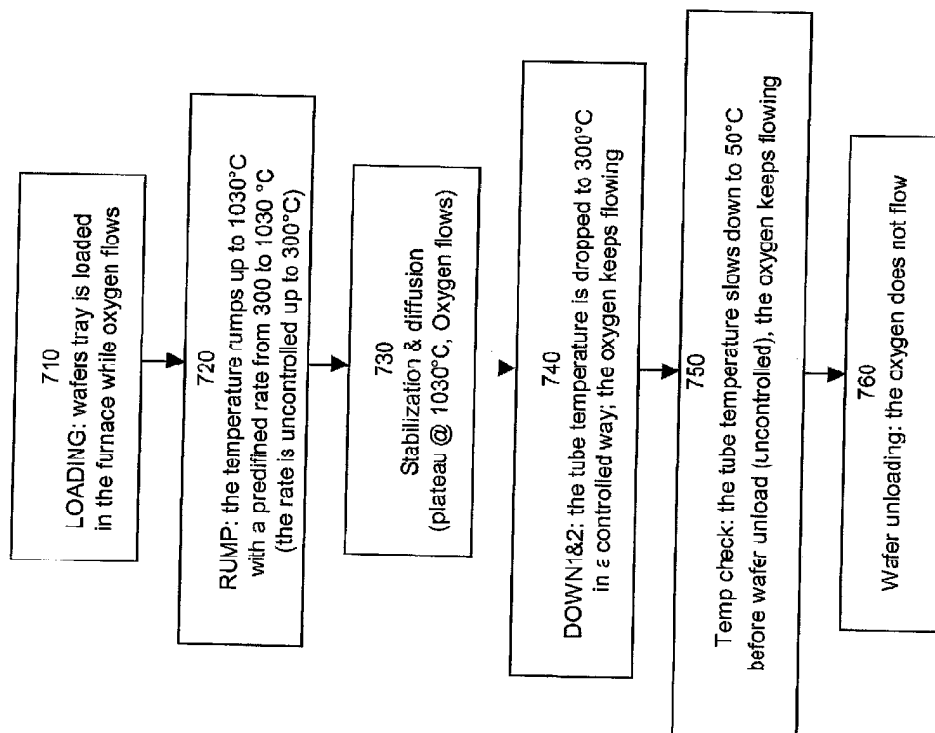 710
LOADING: wafers tray is loaded
in the furnace while oxygen flows
720
RUMP: the temperature rumps up to 1030°C
with a predifined rate from 300 to 1030 °C
(the rate is uncontrolled up to 300°C)
730
Stabilization & diffusion
(plateau @ 1030°C, Oxygen flows)
740
DOWN1&2: the tube temperature is dropped to 300°C
in a controlled way; the oxygen keeps flowing
750
Temp check: the tube temperature slows down to 50°C
before wafer unload (uncontrolled), the oxygen keeps flowing
760
Wafer unloading: the oxygen does not flow